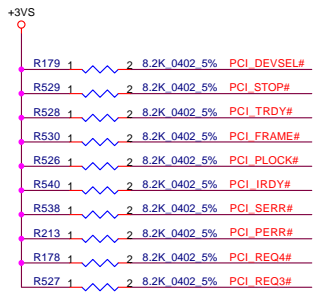 +3VS
R179 1 2 8.2K_0402_5% PCI_DEVSEL#
R529 1 2 8.2K_0402_5% PCI_STOP#
R528 1 2 8.2K_0402_5% PCI_TRDY#
R530 1 2 8.2K_0402_5% PCI_FRAME#
R526 1 2 8.2K_0402_5% PCI_PLOCK#
R540 1 2 8.2K_0402_5% PCI_IRDY#
R538 1 2 8.2K_0402_5% PCI_SERR#
R213 1 2 8.2K_0402_5% PCI_PERR#
R178 1 2 8.2K_0402_5% PCI_REQ4#
R527 1 2 8.2K_0402_5% PCI_REQ3#